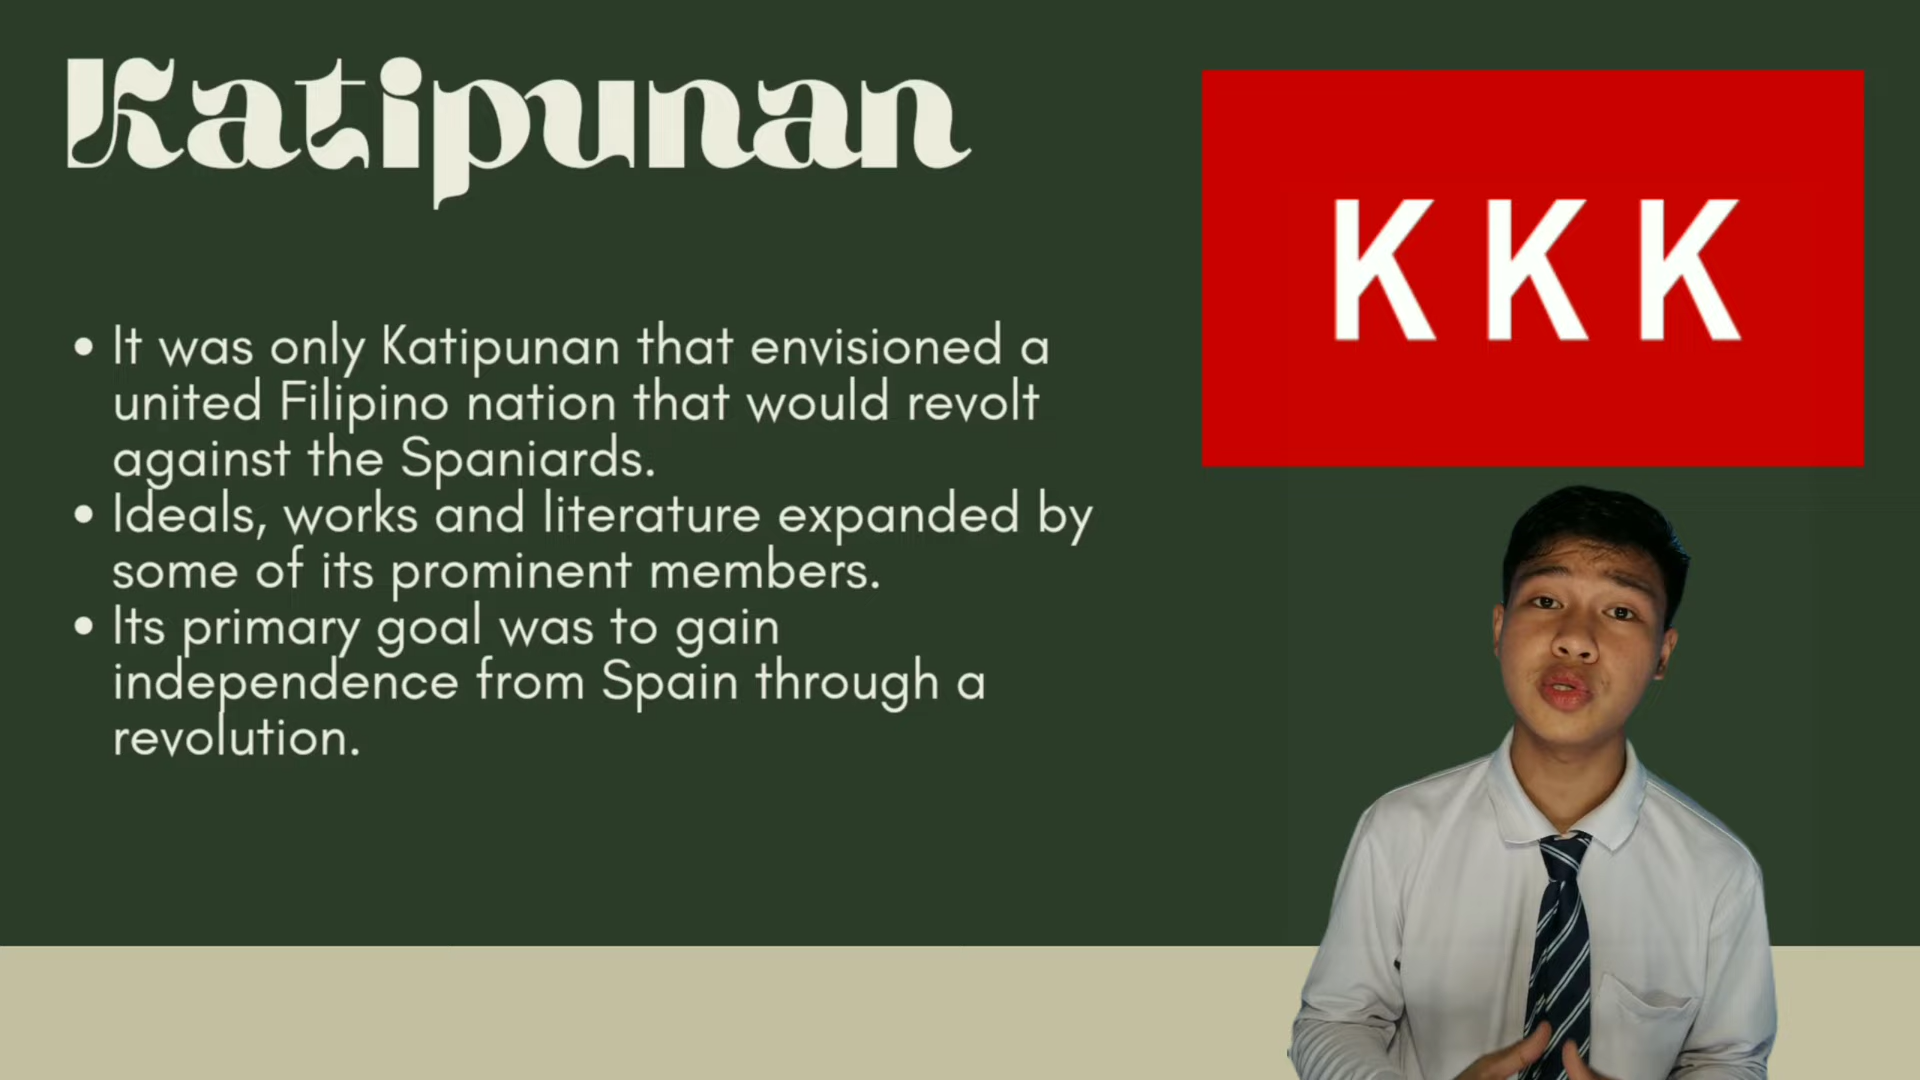 Katipunan
K K K
• It was only Katipunan that envisioned a
united Filipino nation that would revolt
against the Spaniards.
• Ideals, works and literature expanded by
some of its prominent members.
• Its primary goal was to gain
independence from Spain through a
revolution.